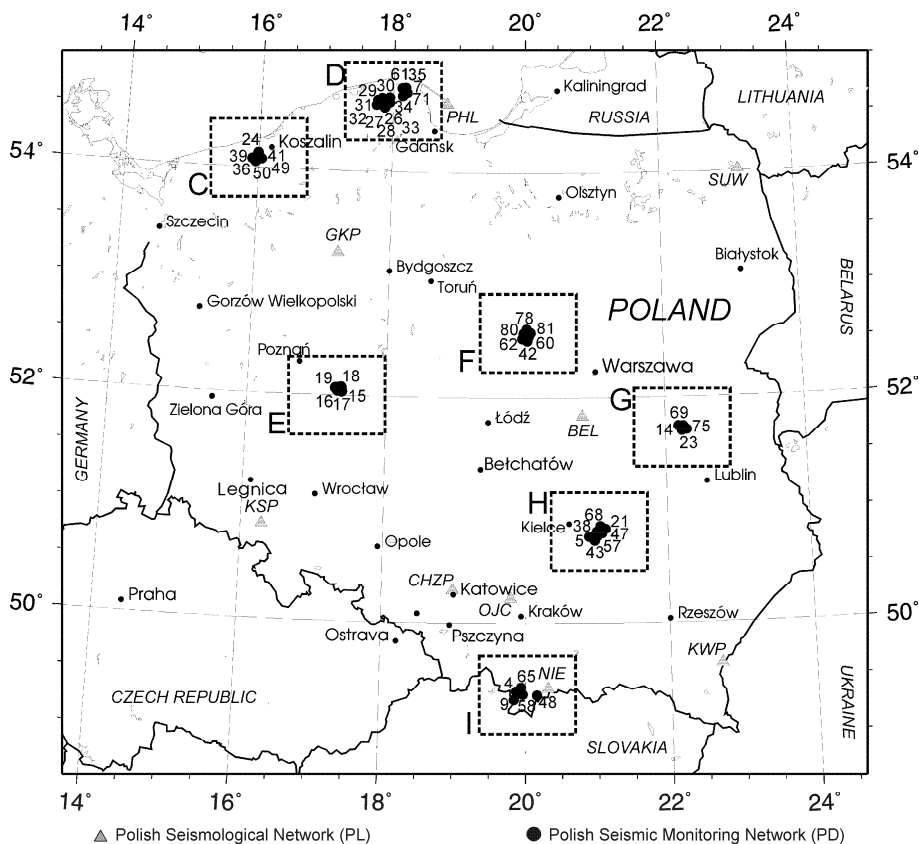 14˚ 16˚ 18˚ 20˚ 22˚ 24˚
D
61 35
29 30 7
31 34 71
32 27 26
28 33
PHL
Gdańsk
Kaliningrad
RUSSIA
LITHUANIA
54˚ 54˚
24 Koszalin
39 41
36 50 49
C
SUW
Olsztyn
Szczecin
GKP
Białystok
Bydgoszcz
Toruń
BELARUS
Gorzów Wielkopolski
POLAND
78
80 81
62 60
42
F
Poznań
Warszawa
52˚ 52˚
19 18
16 17 15
E
Zielona Góra
GERMANY
Łódź
BEL
G
69
14 75
23
Bełchatów
Lublin
Legnica
KSP
Wrocław
H
68
Kielce 38 21
5 47
43 57
Opole
CHZP
Katowice
OJC
Kraków
50˚ 50˚
Praha
Rzeszów
Ostrava
Pszczyna
KWP
65 NIE
4
9 58 48
I
CZECH REPUBLIC
SLOVAKIA
UKRAINE
14˚ 16˚ 18˚ 20˚ 22˚ 24˚
Polish Seismological Network (PL)
Polish Seismic Monitoring Network (PD)